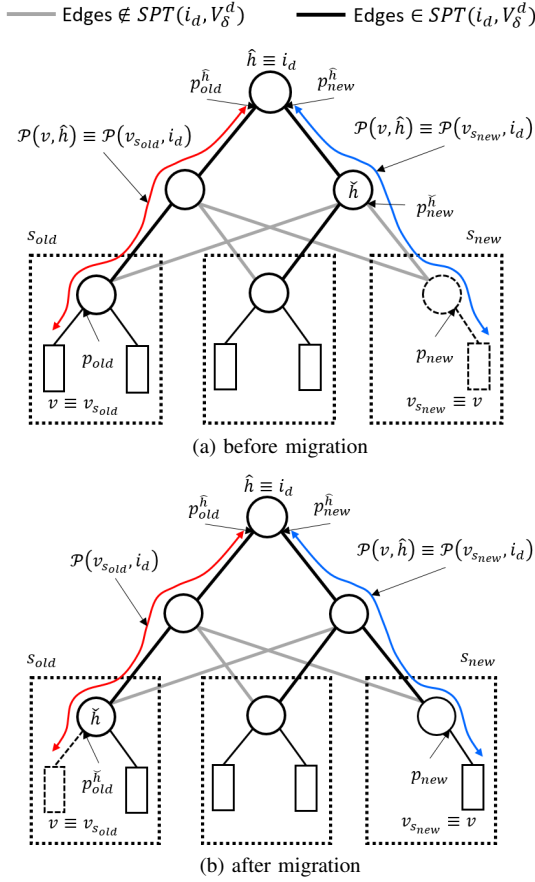 Edges ∉ SPT(i_d, V_δ^d) Edges ∈ SPT(i_d, V_δ^d)
ĥ ≡ i_d
p_old^ĥ p_new^ĥ
𝒫(v, ĥ) ≡ 𝒫(v_{s_old}, i_d) 𝒫(v, ĥ) ≡ 𝒫(v_{s_new}, i_d)
ȟ
p_new^ȟ
s_old s_new
p_old p_new
v ≡ v_{s_old} v_{s_new} ≡ v
(a) before migration
ĥ ≡ i_d
p_old^ĥ p_new^ĥ
𝒫(v_{s_old}, i_d) 𝒫(v, ĥ) ≡ 𝒫(v_{s_new}, i_d)
s_old s_new
ȟ
p_old^ȟ p_new
v ≡ v_{s_old} v_{s_new} ≡ v
(b) after migration